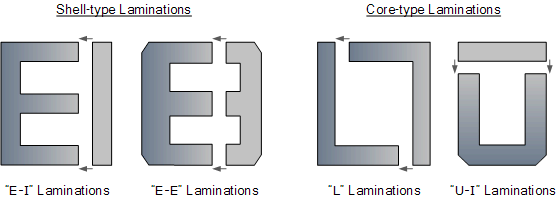 Shell-type Laminations
Core-type Laminations
"E-I" Laminations
"E-E" Laminations
"L" Laminations
"U-I" Laminations